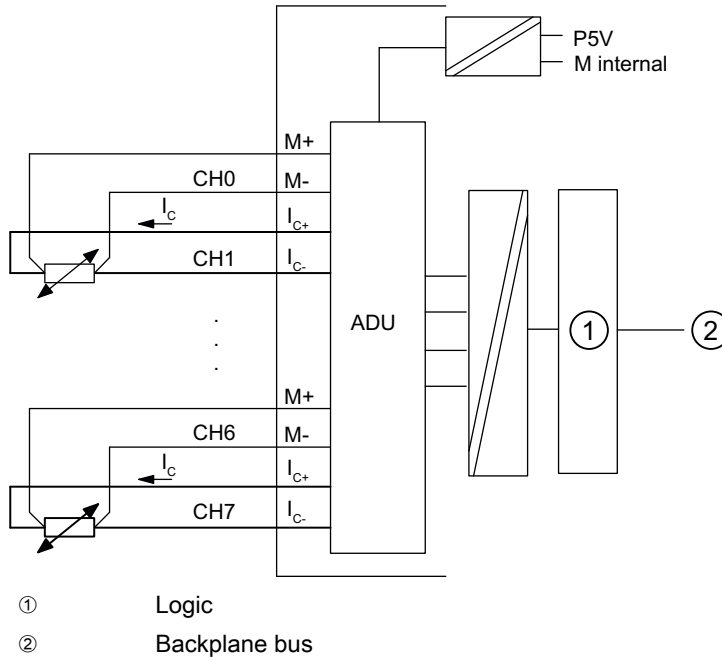 P5V
M internal
M+
CH0 M-
I_C I_C+
CH1 I_C-
ADU
①
②
.
.
.
M+
CH6 M-
I_C I_C+
CH7 I_C-
① Logic
② Backplane bus